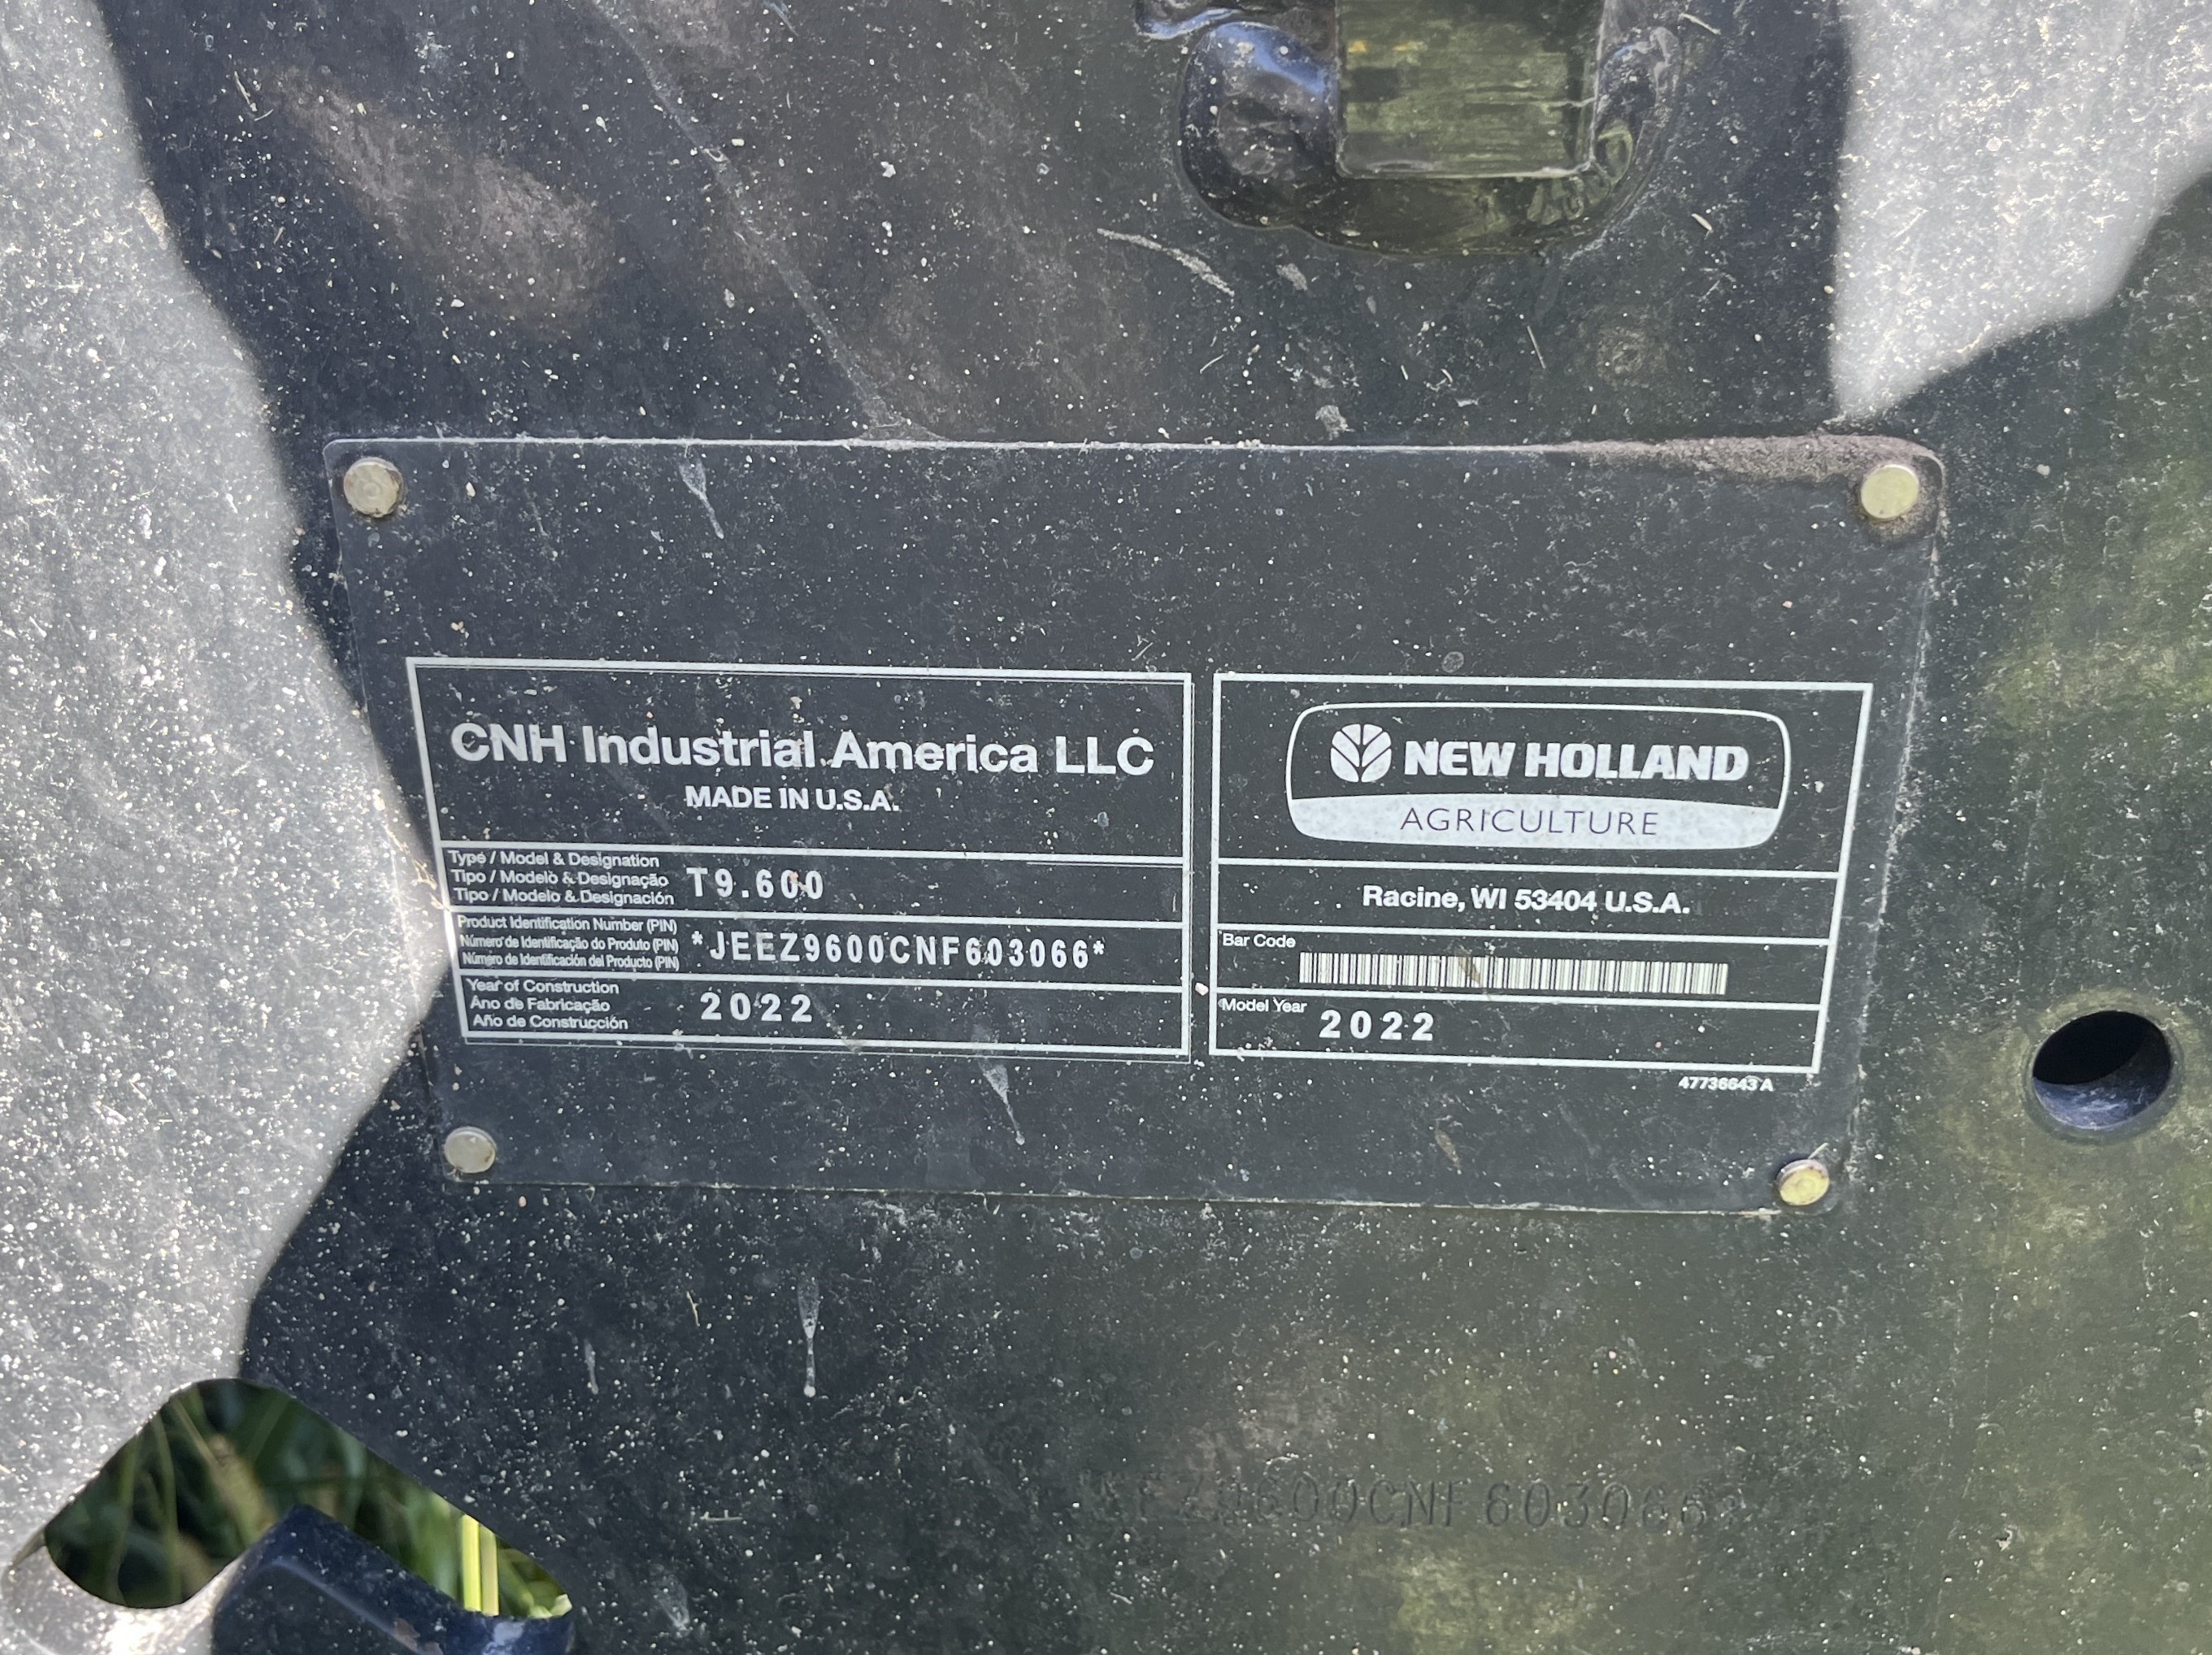 CNH Industrial America LLC
MADE IN U.S.A.
Type / Model & Designation
Tipo / Modelo & Designação
Tipo / Modelo & Designación
T9.600
Product Identification Number (PIN)
Número de Identificação do Produto (PIN)
Número de Identificación del Producto (PIN)
*JEEZ9600CNF603066*
Year of Construction
Ano de Fabricação
Año de Construcción
2022
NEW HOLLAND
AGRICULTURE
Racine, WI 53404 U.S.A.
Bar Code
Model Year
2022
47736643 A